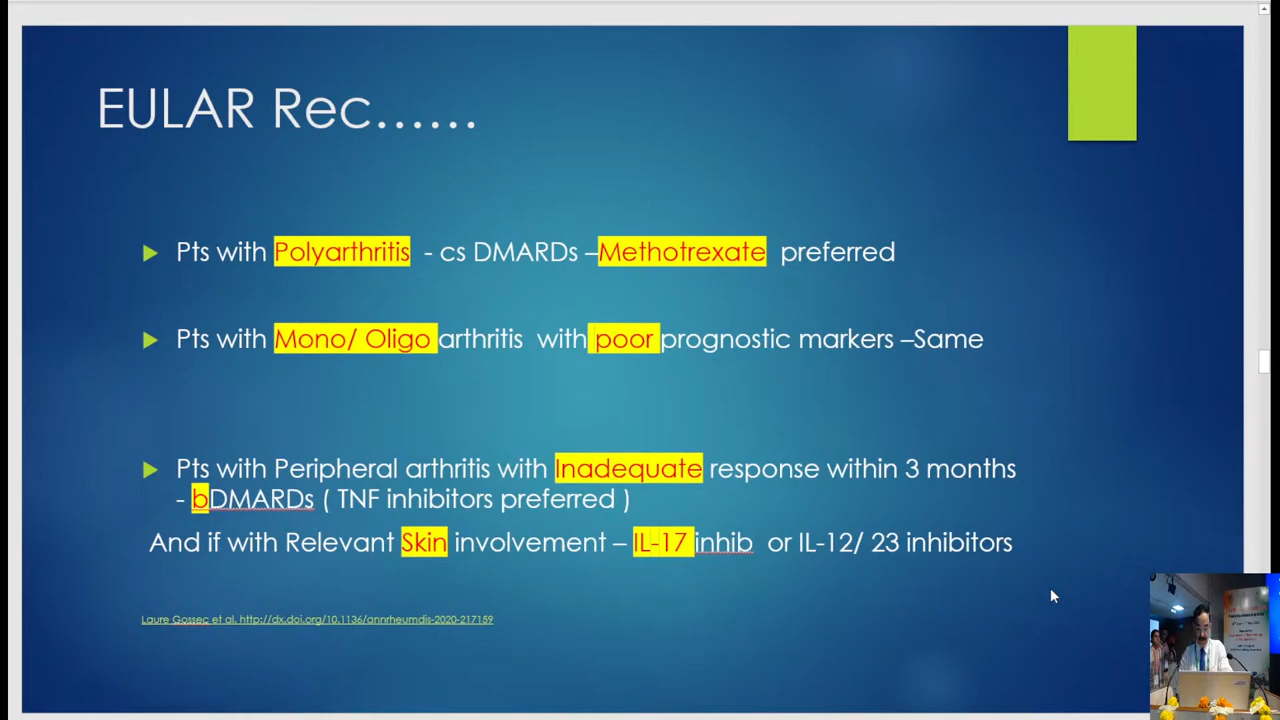 EULAR Rec......
Pts with Polyarthritis - cs DMARDs –Methotrexate preferred
Pts with Mono/ Oligo arthritis with poor prognostic markers –Same
Pts with Peripheral arthritis with Inadequate response within 3 months
- bDMARDs ( TNF inhibitors preferred )
And if with Relevant Skin involvement – IL-17 inhib or IL-12/ 23 inhibitors
Laure Gossec et al. http://dx.doi.org/10.1136/annrheumdis-2020-217159